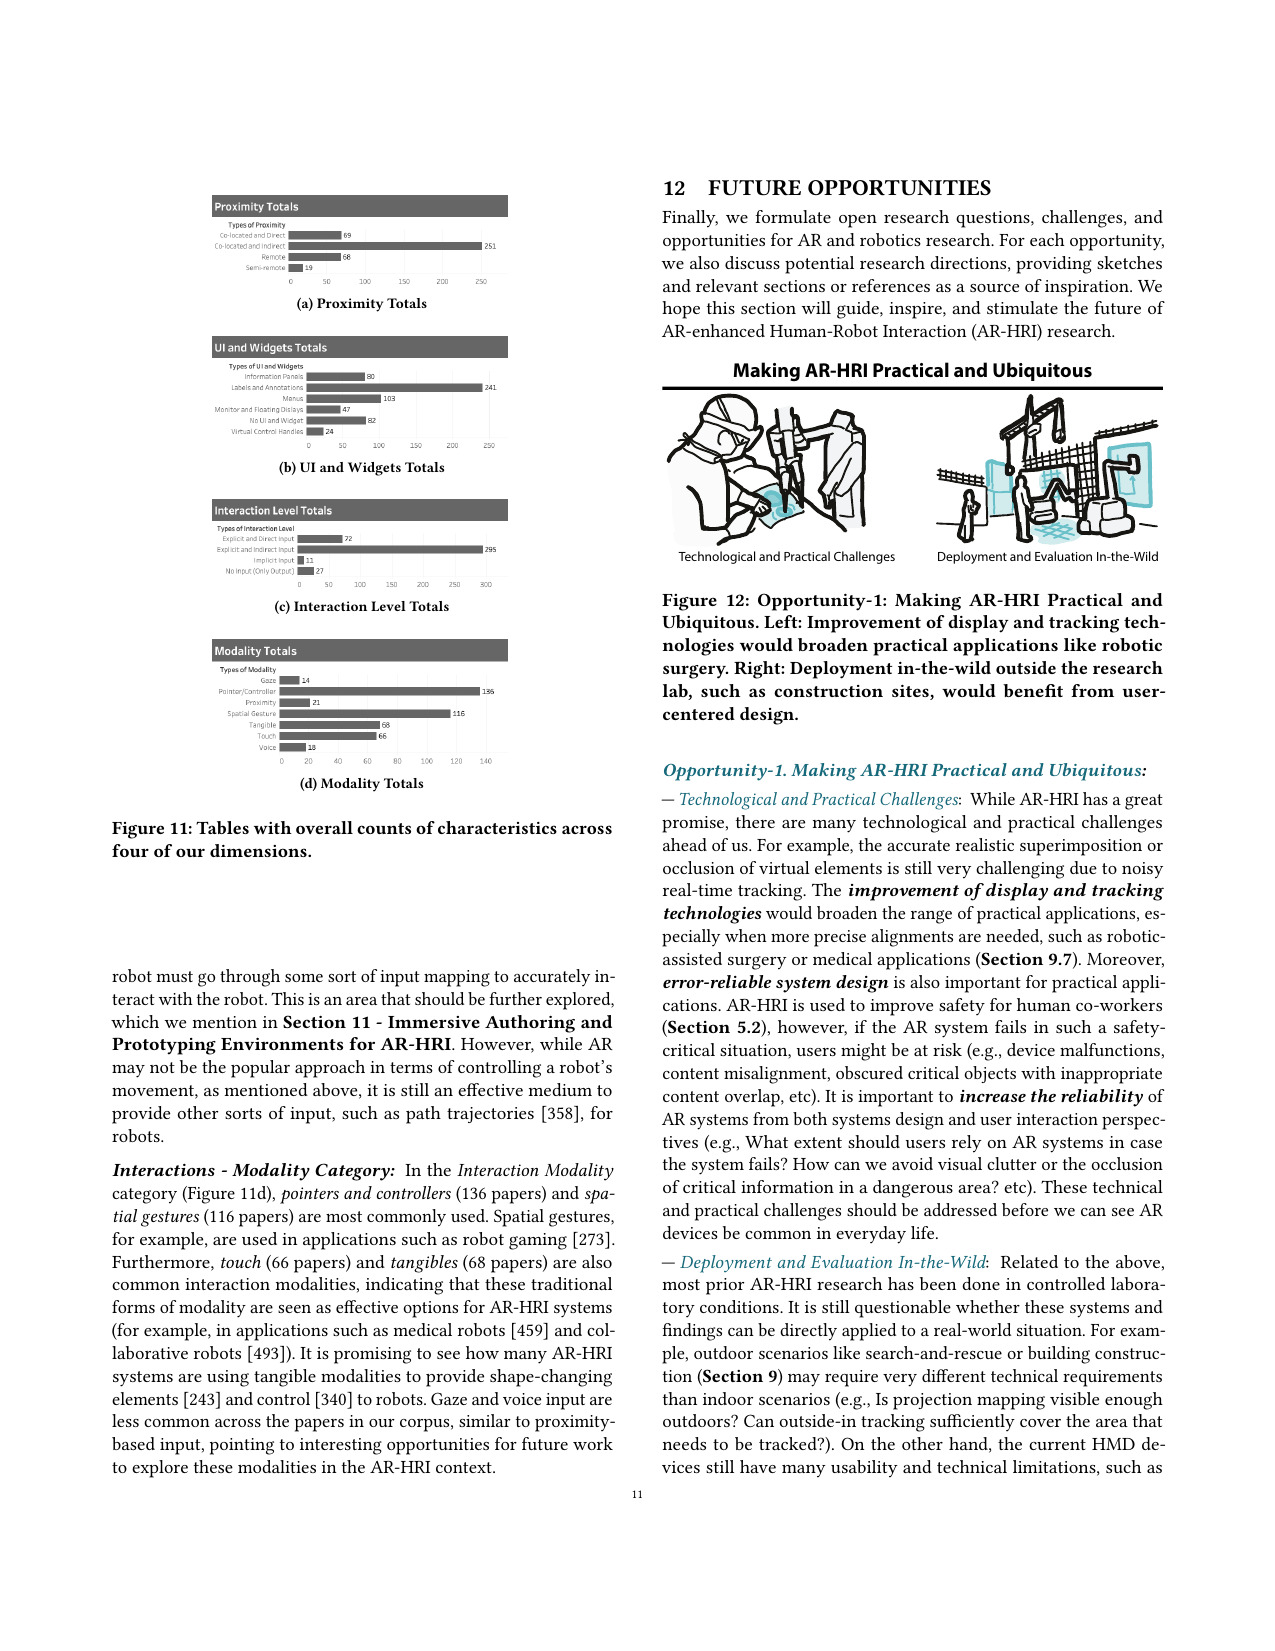 Proximity Totals
Types of Proximity
Co-located and Direct 69
Co-located and Indirect 251
Remote 68
Semi-remote 19
0 50 100 150 200 250
(a) Proximity Totals
UI and Widgets Totals
Types of UI and Widgets
Information Panels 80
Labels and Annotations 241
Menus 103
Monitor and Floating Dislays 47
No UI and Widget 82
Virtual Control Handles 24
0 50 100 150 200 250
(b) UI and Widgets Totals
Interaction Level Totals
Types of Interaction Level
Explicit and Direct Input 72
Explicit and Indirect Input 295
Implicit Input 11
No Input (Only Output) 27
0 50 100 150 200 250 300
(c) Interaction Level Totals
Modality Totals
Types of Modality
Gaze 14
Pointer/Controller 136
Proximity 21
Spatial Gesture 116
Tangible 68
Touch 66
Voice 18
0 20 40 60 80 100 120 140
(d) Modality Totals
Figure 11: Tables with overall counts of characteristics across
four of our dimensions.
robot must go through some sort of input mapping to accurately in-
teract with the robot. This is an area that should be further explored,
which we mention in Section 11 - Immersive Authoring and
Prototyping Environments for AR-HRI. However, while AR
may not be the popular approach in terms of controlling a robot's
movement, as mentioned above, it is still an effective medium to
provide other sorts of input, such as path trajectories [358], for
robots.
Interactions - Modality Category: In the Interaction Modality
category (Figure 11d), pointers and controllers (136 papers) and spa-
tial gestures (116 papers) are most commonly used. Spatial gestures,
for example, are used in applications such as robot gaming [273].
Furthermore, touch (66 papers) and tangibles (68 papers) are also
common interaction modalities, indicating that these traditional
forms of modality are seen as effective options for AR-HRI systems
(for example, in applications such as medical robots [459] and col-
laborative robots [493]). It is promising to see how many AR-HRI
systems are using tangible modalities to provide shape-changing
elements [243] and control [340] to robots. Gaze and voice input are
less common across the papers in our corpus, similar to proximity-
based input, pointing to interesting opportunities for future work
to explore these modalities in the AR-HRI context.
12 FUTURE OPPORTUNITIES
Finally, we formulate open research questions, challenges, and
opportunities for AR and robotics research. For each opportunity,
we also discuss potential research directions, providing sketches
and relevant sections or references as a source of inspiration. We
hope this section will guide, inspire, and stimulate the future of
AR-enhanced Human-Robot Interaction (AR-HRI) research.
Making AR-HRI Practical and Ubiquitous
Technological and Practical Challenges Deployment and Evaluation In-the-Wild
Figure 12: Opportunity-1: Making AR-HRI Practical and
Ubiquitous. Left: Improvement of display and tracking tech-
nologies would broaden practical applications like robotic
surgery. Right: Deployment in-the-wild outside the research
lab, such as construction sites, would benefit from user-
centered design.
Opportunity-1. Making AR-HRI Practical and Ubiquitous:
— Technological and Practical Challenges: While AR-HRI has a great
promise, there are many technological and practical challenges
ahead of us. For example, the accurate realistic superimposition or
occlusion of virtual elements is still very challenging due to noisy
real-time tracking. The improvement of display and tracking
technologies would broaden the range of practical applications, es-
pecially when more precise alignments are needed, such as robotic-
assisted surgery or medical applications (Section 9.7). Moreover,
error-reliable system design is also important for practical appli-
cations. AR-HRI is used to improve safety for human co-workers
(Section 5.2), however, if the AR system fails in such a safety-
critical situation, users might be at risk (e.g., device malfunctions,
content misalignment, obscured critical objects with inappropriate
content overlap, etc). It is important to increase the reliability of
AR systems from both systems design and user interaction perspec-
tives (e.g., What extent should users rely on AR systems in case
the system fails? How can we avoid visual clutter or the occlusion
of critical information in a dangerous area? etc). These technical
and practical challenges should be addressed before we can see AR
devices be common in everyday life.
— Deployment and Evaluation In-the-Wild: Related to the above,
most prior AR-HRI research has been done in controlled labora-
tory conditions. It is still questionable whether these systems and
findings can be directly applied to a real-world situation. For exam-
ple, outdoor scenarios like search-and-rescue or building construc-
tion (Section 9) may require very different technical requirements
than indoor scenarios (e.g., Is projection mapping visible enough
outdoors? Can outside-in tracking sufficiently cover the area that
needs to be tracked?). On the other hand, the current HMD de-
vices still have many usability and technical limitations, such as
11